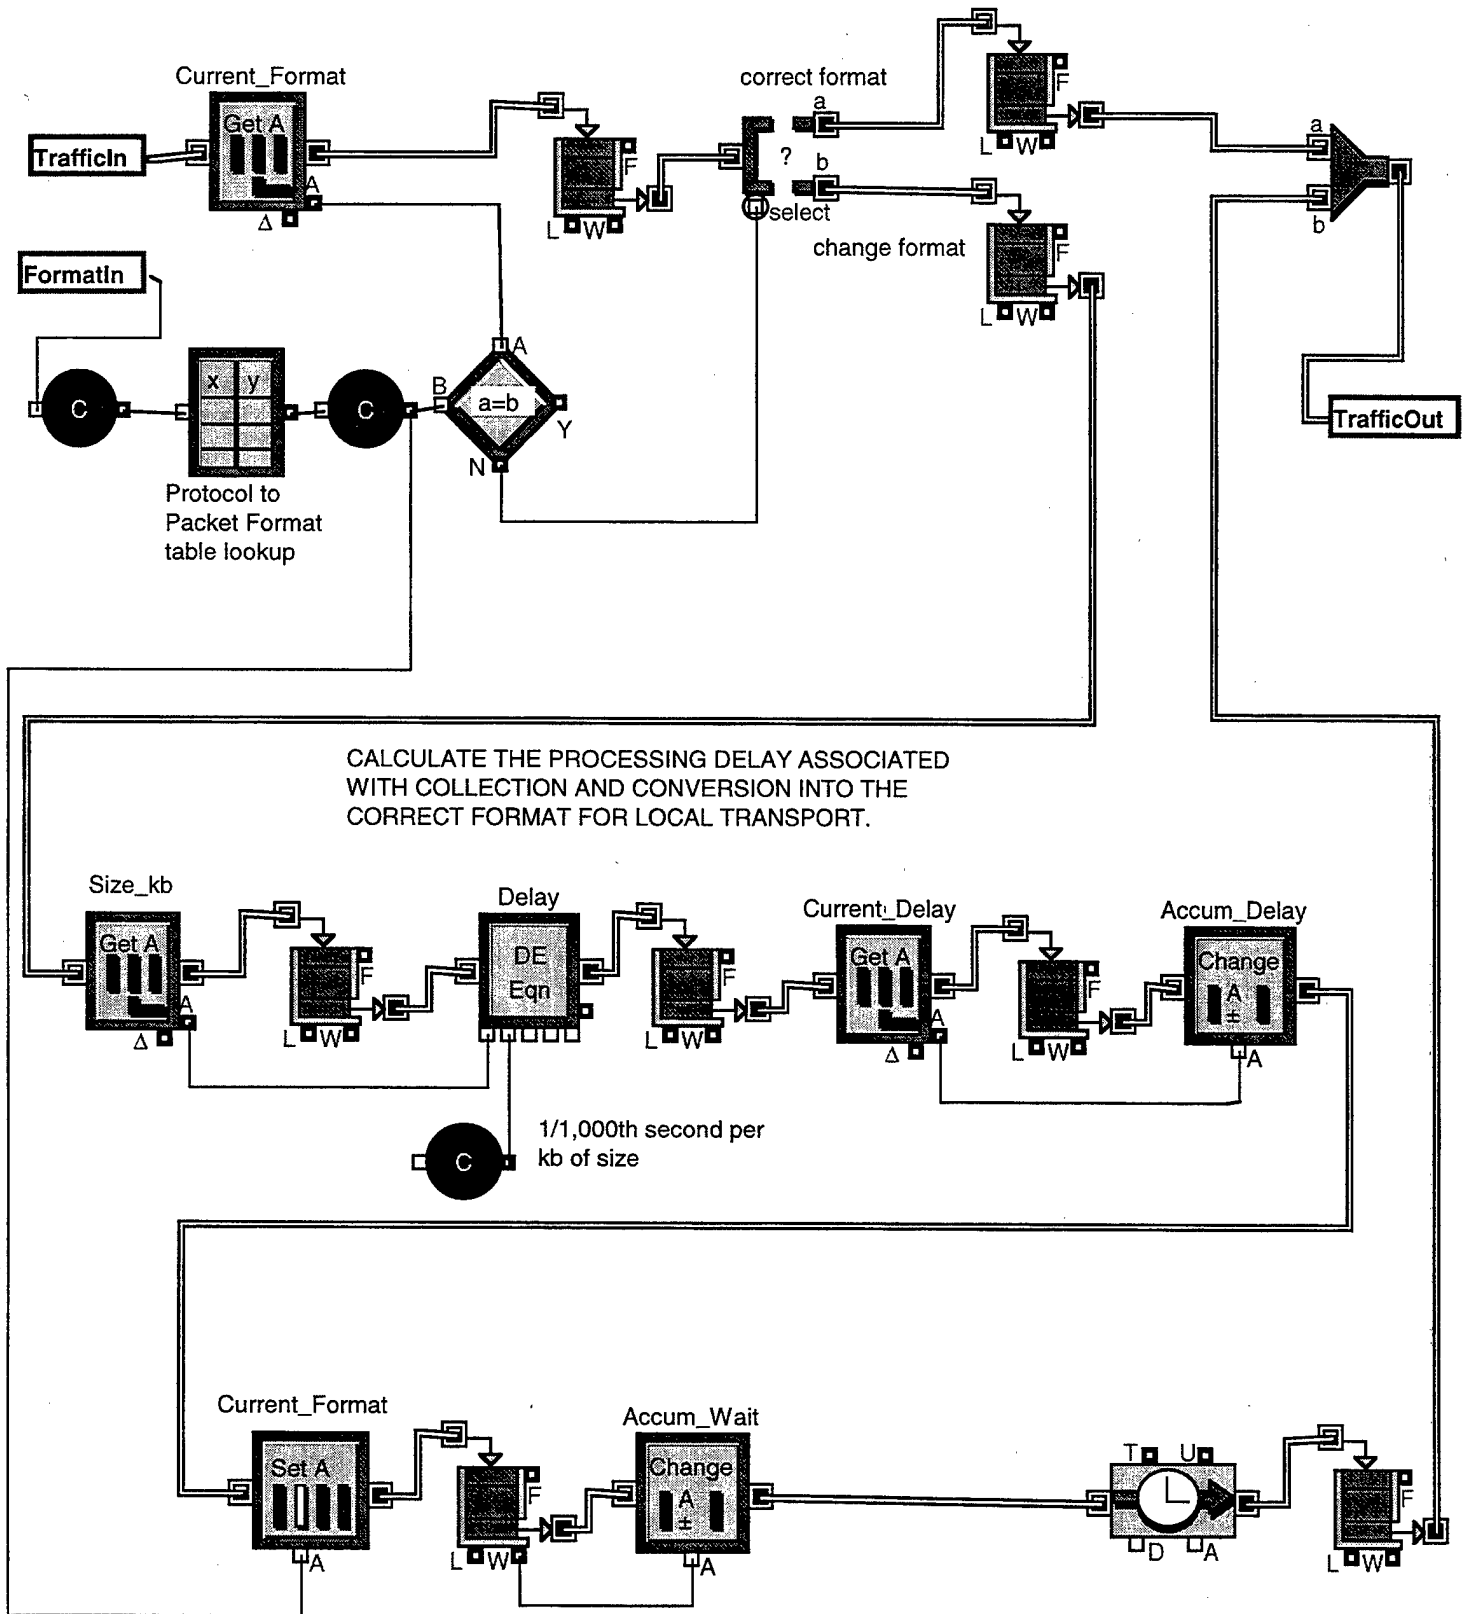 Current_Format
Get A
A
Δ
TrafficIn
F
L W
correct format
a
?
b
select
change format
F
L W
F
L W
a
b
TrafficOut
FormatIn
C
x y
C
B
A
a=b
Y
N
Protocol to
Packet Format
table lookup
CALCULATE THE PROCESSING DELAY ASSOCIATED
WITH COLLECTION AND CONVERSION INTO THE
CORRECT FORMAT FOR LOCAL TRANSPORT.
Size_kb
Get A
A
Δ
F
L W
Delay
DE
Eqn
F
L W
Current_Delay
Get A
A
Δ
F
L W
Accum_Delay
Change
A
±
A
C
1/1,000th second per
kb of size
Current_Format
Set A
A
F
L W
Accum_Wait
Change
A
±
A
T U
D A
F
L W